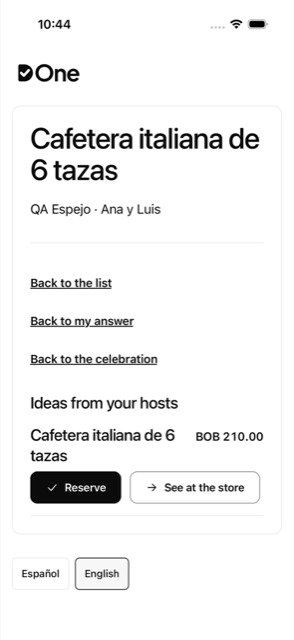 10:44
One
Cafetera italiana de
6 tazas
QA Espejo · Ana y Luis
Back to the list
Back to my answer
Back to the celebration
Ideas from your hosts
Cafetera italiana de 6
tazas
BOB 210.00
Reserve
See at the store
Español
English